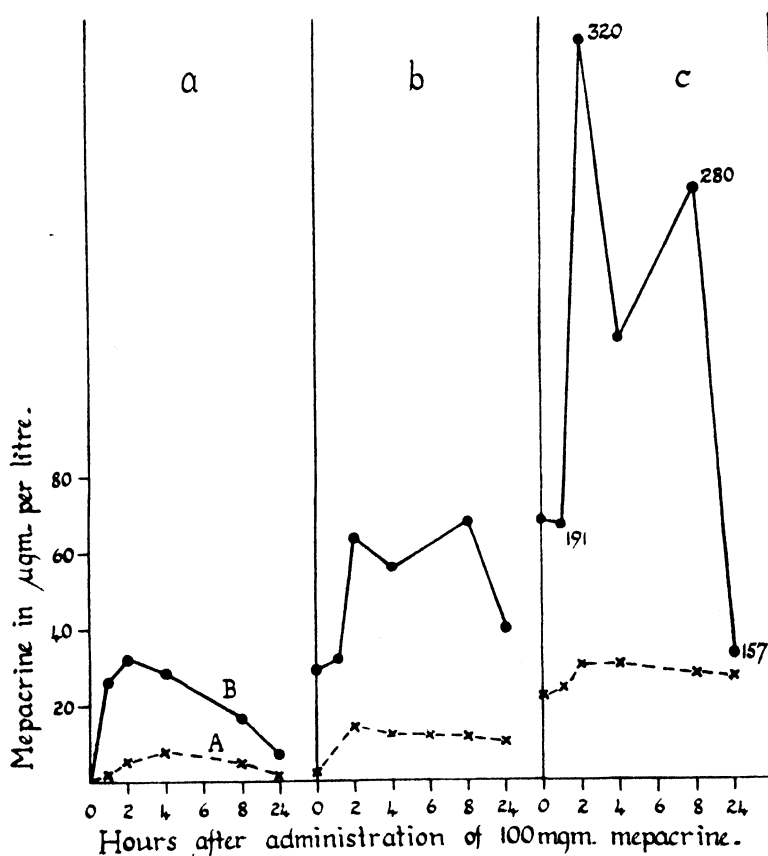 a b c
320
280
80
60
40
20
191
157
B
A
Mepacrine in µgm. per litre.
0 2 4 6 8 24 0 2 4 6 8 24 0 2 4 6 8 24
Hours after administration of 100 mgm. mepacrine.